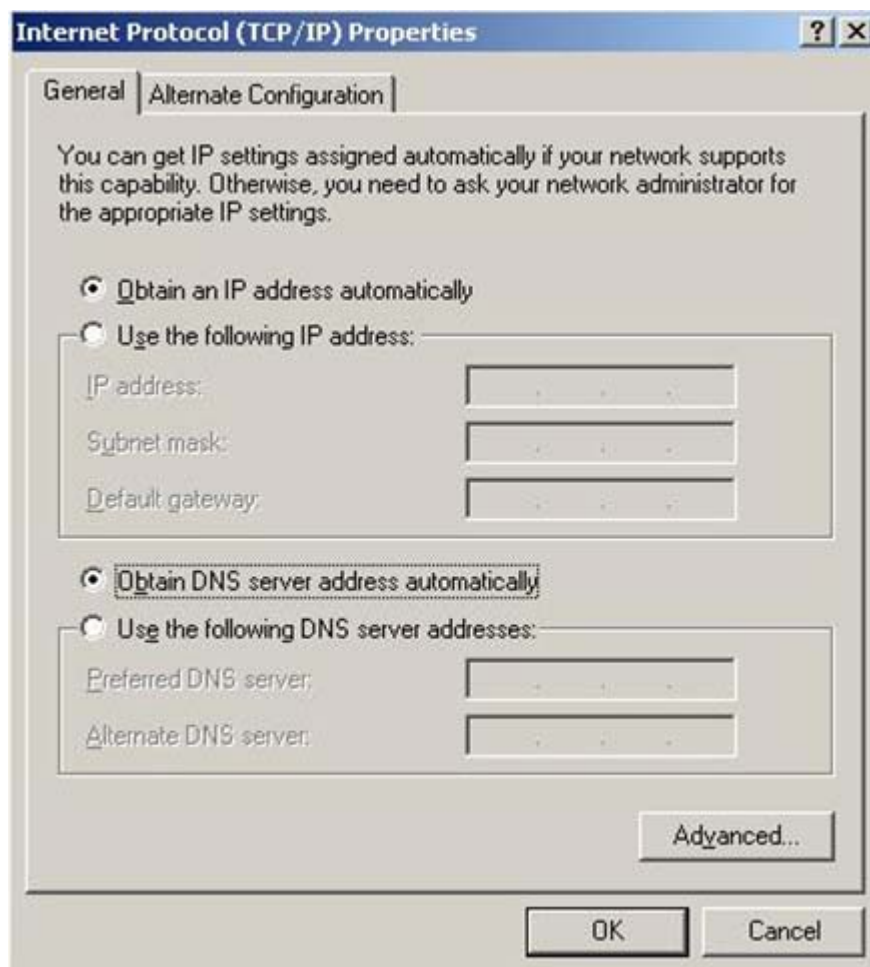 Internet Protocol (TCP/IP) Properties
General
Alternate Configuration
You can get IP settings assigned automatically if your network supports
this capability. Otherwise, you need to ask your network administrator for
the appropriate IP settings.
Obtain an IP address automatically
Use the following IP address:
IP address:
Subnet mask:
Default gateway:
Obtain DNS server address automatically
Use the following DNS server addresses:
Preferred DNS server:
Alternate DNS server:
Advanced...
OK
Cancel